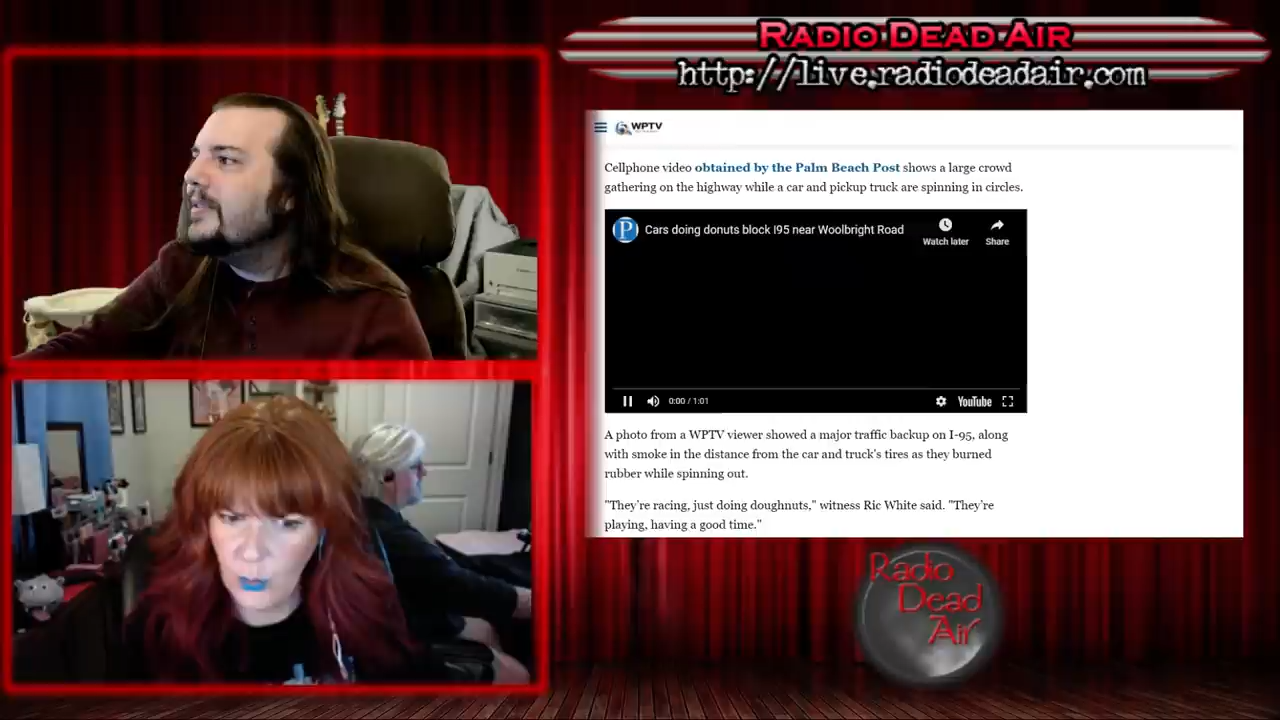 Radio Dead Air
http://live.radiodeadair.com
WPTV
Cellphone video obtained by the Palm Beach Post shows a large crowd
gathering on the highway while a car and pickup truck are spinning in circles.
P
Cars doing donuts block I95 near Woolbright Road
Watch later
Share
0:00 / 1:01
YouTube
A photo from a WPTV viewer showed a major traffic backup on I-95, along
with smoke in the distance from the car and truck's tires as they burned
rubber while spinning out.
"They're racing, just doing doughnuts," witness Ric White said. "They're
playing, having a good time."
Radio
Dead
Air